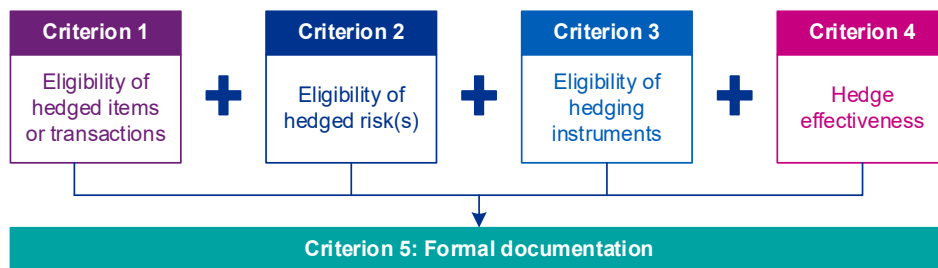 Criterion 1
Eligibility of
hedged items
or transactions
Criterion 2
Eligibility of
hedged risk(s)
Criterion 3
Eligibility of
hedging
instruments
Criterion 4
Hedge
effectiveness
Criterion 5: Formal documentation